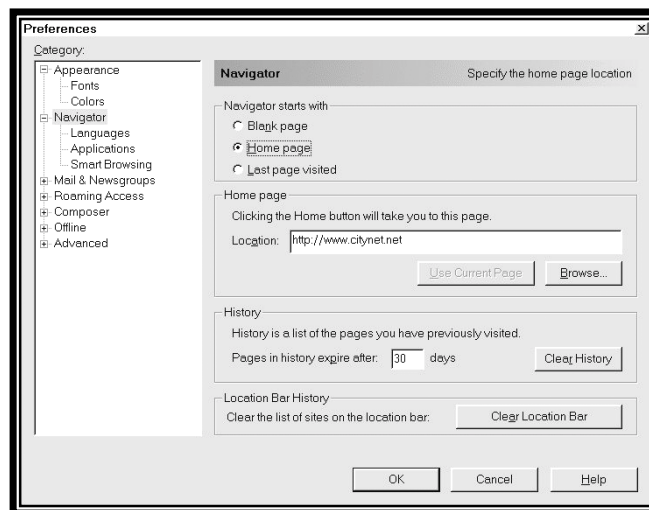 Preferences
Category:
Appearance
Fonts
Colors
Navigator
Languages
Applications
Smart Browsing
Mail & Newsgroups
Roaming Access
Composer
Offline
Advanced
Navigator Specify the home page location
Navigator starts with
Blank page
Home page
Last page visited
Home page
Clicking the Home button will take you to this page.
Location: http://www.citynet.net
Use Current Page Browse...
History
History is a list of the pages you have previously visited.
Pages in history expire after: 30 days Clear History
Location Bar History
Clear the list of sites on the location bar: Clear Location Bar
OK Cancel Help